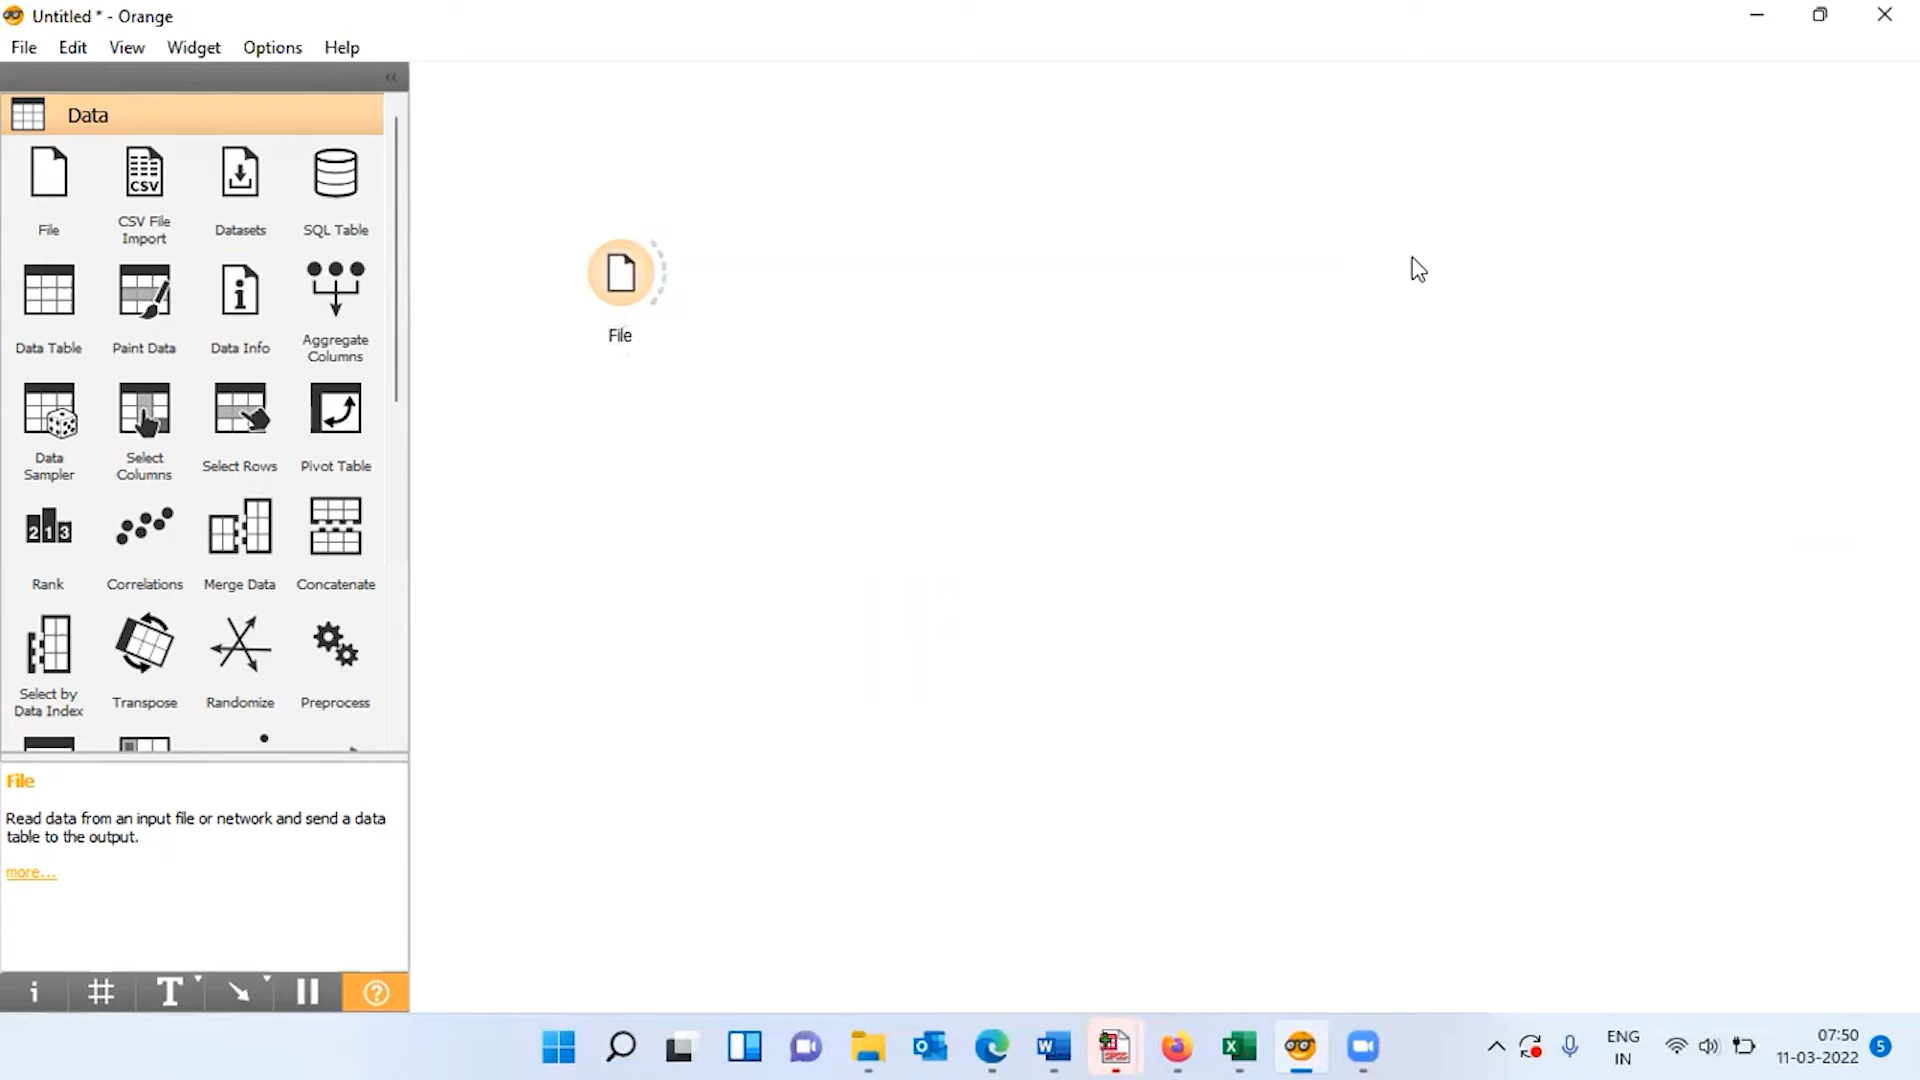 Untitled * - Orange
File Edit View Widget Options Help
«
Data
CSV
File
CSV File
Import
Datasets
SQL Table
Data Table
Paint Data
Data Info
Aggregate
Columns
Data
Sampler
Select
Columns
Select Rows
Pivot Table
2 1 3
Rank
Correlations
Merge Data
Concatenate
Select by
Data Index
Transpose
Randomize
Preprocess
File
File
Read data from an input file or network and send a data
table to the output.
more...
i # T ?
SPSS
ENG
IN
07:50
11-03-2022
5